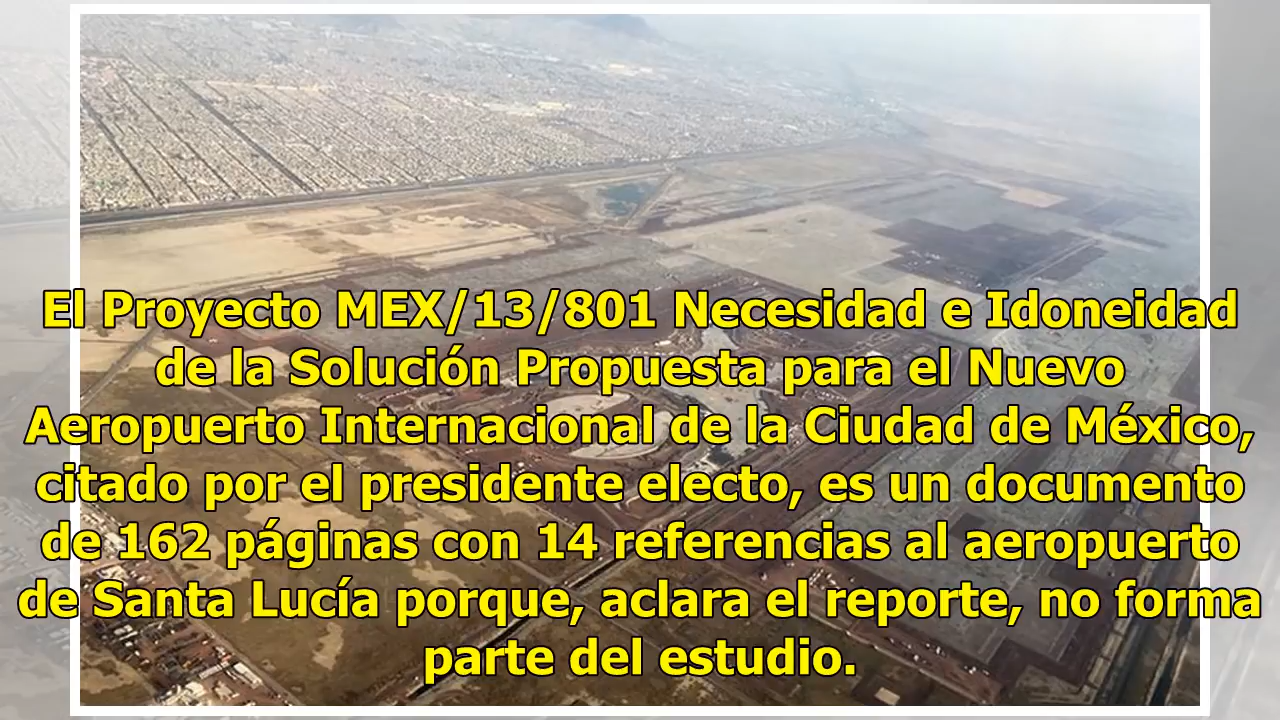 El Proyecto MEX/13/801 Necesidad e Idoneidad
de la Solución Propuesta para el Nuevo
Aeropuerto Internacional de la Ciudad de México,
citado por el presidente electo, es un documento
de 162 páginas con 14 referencias al aeropuerto
de Santa Lucía porque, aclara el reporte, no forma
parte del estudio.